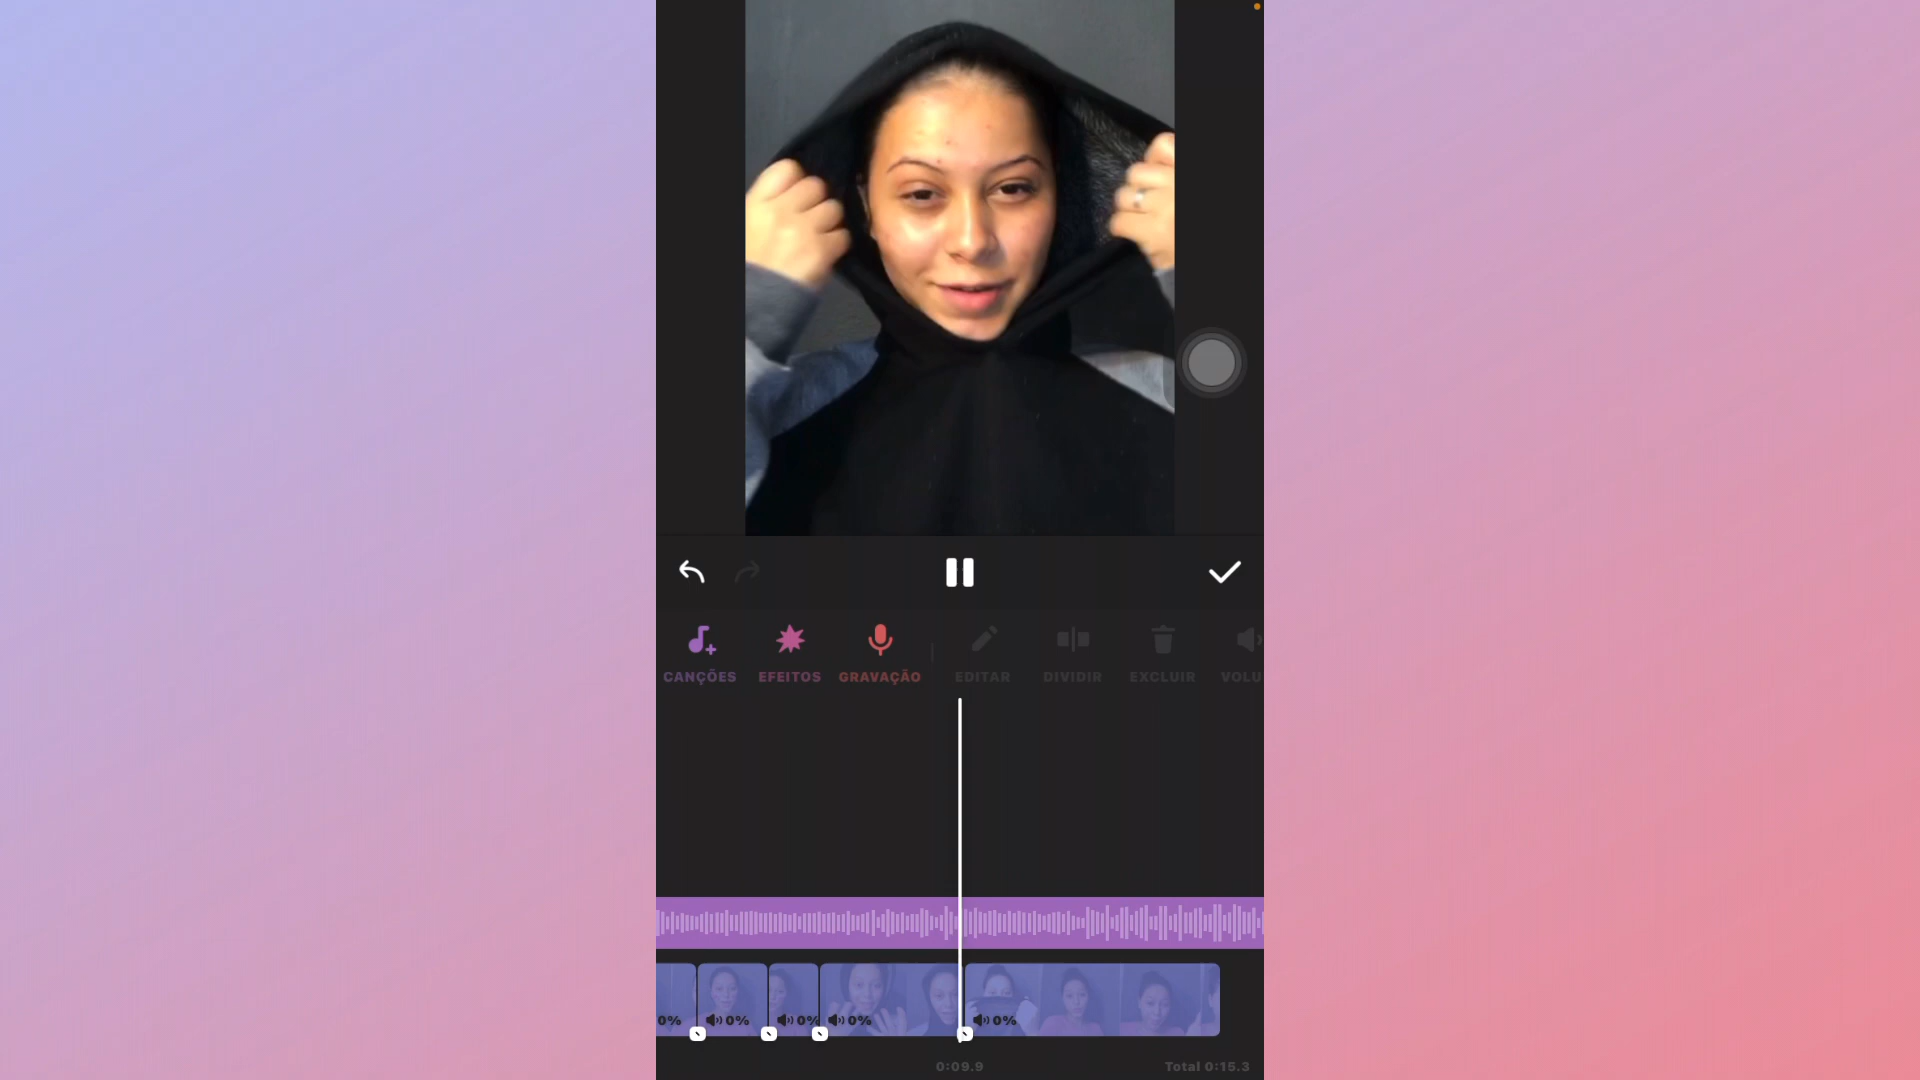 CANÇÕES EFEITOS GRAVAÇÃO EDITAR DIVIDIR EXCLUIR VOLU
0% 0% 0% 0% 0%
0:09.9 Total 0:15.3